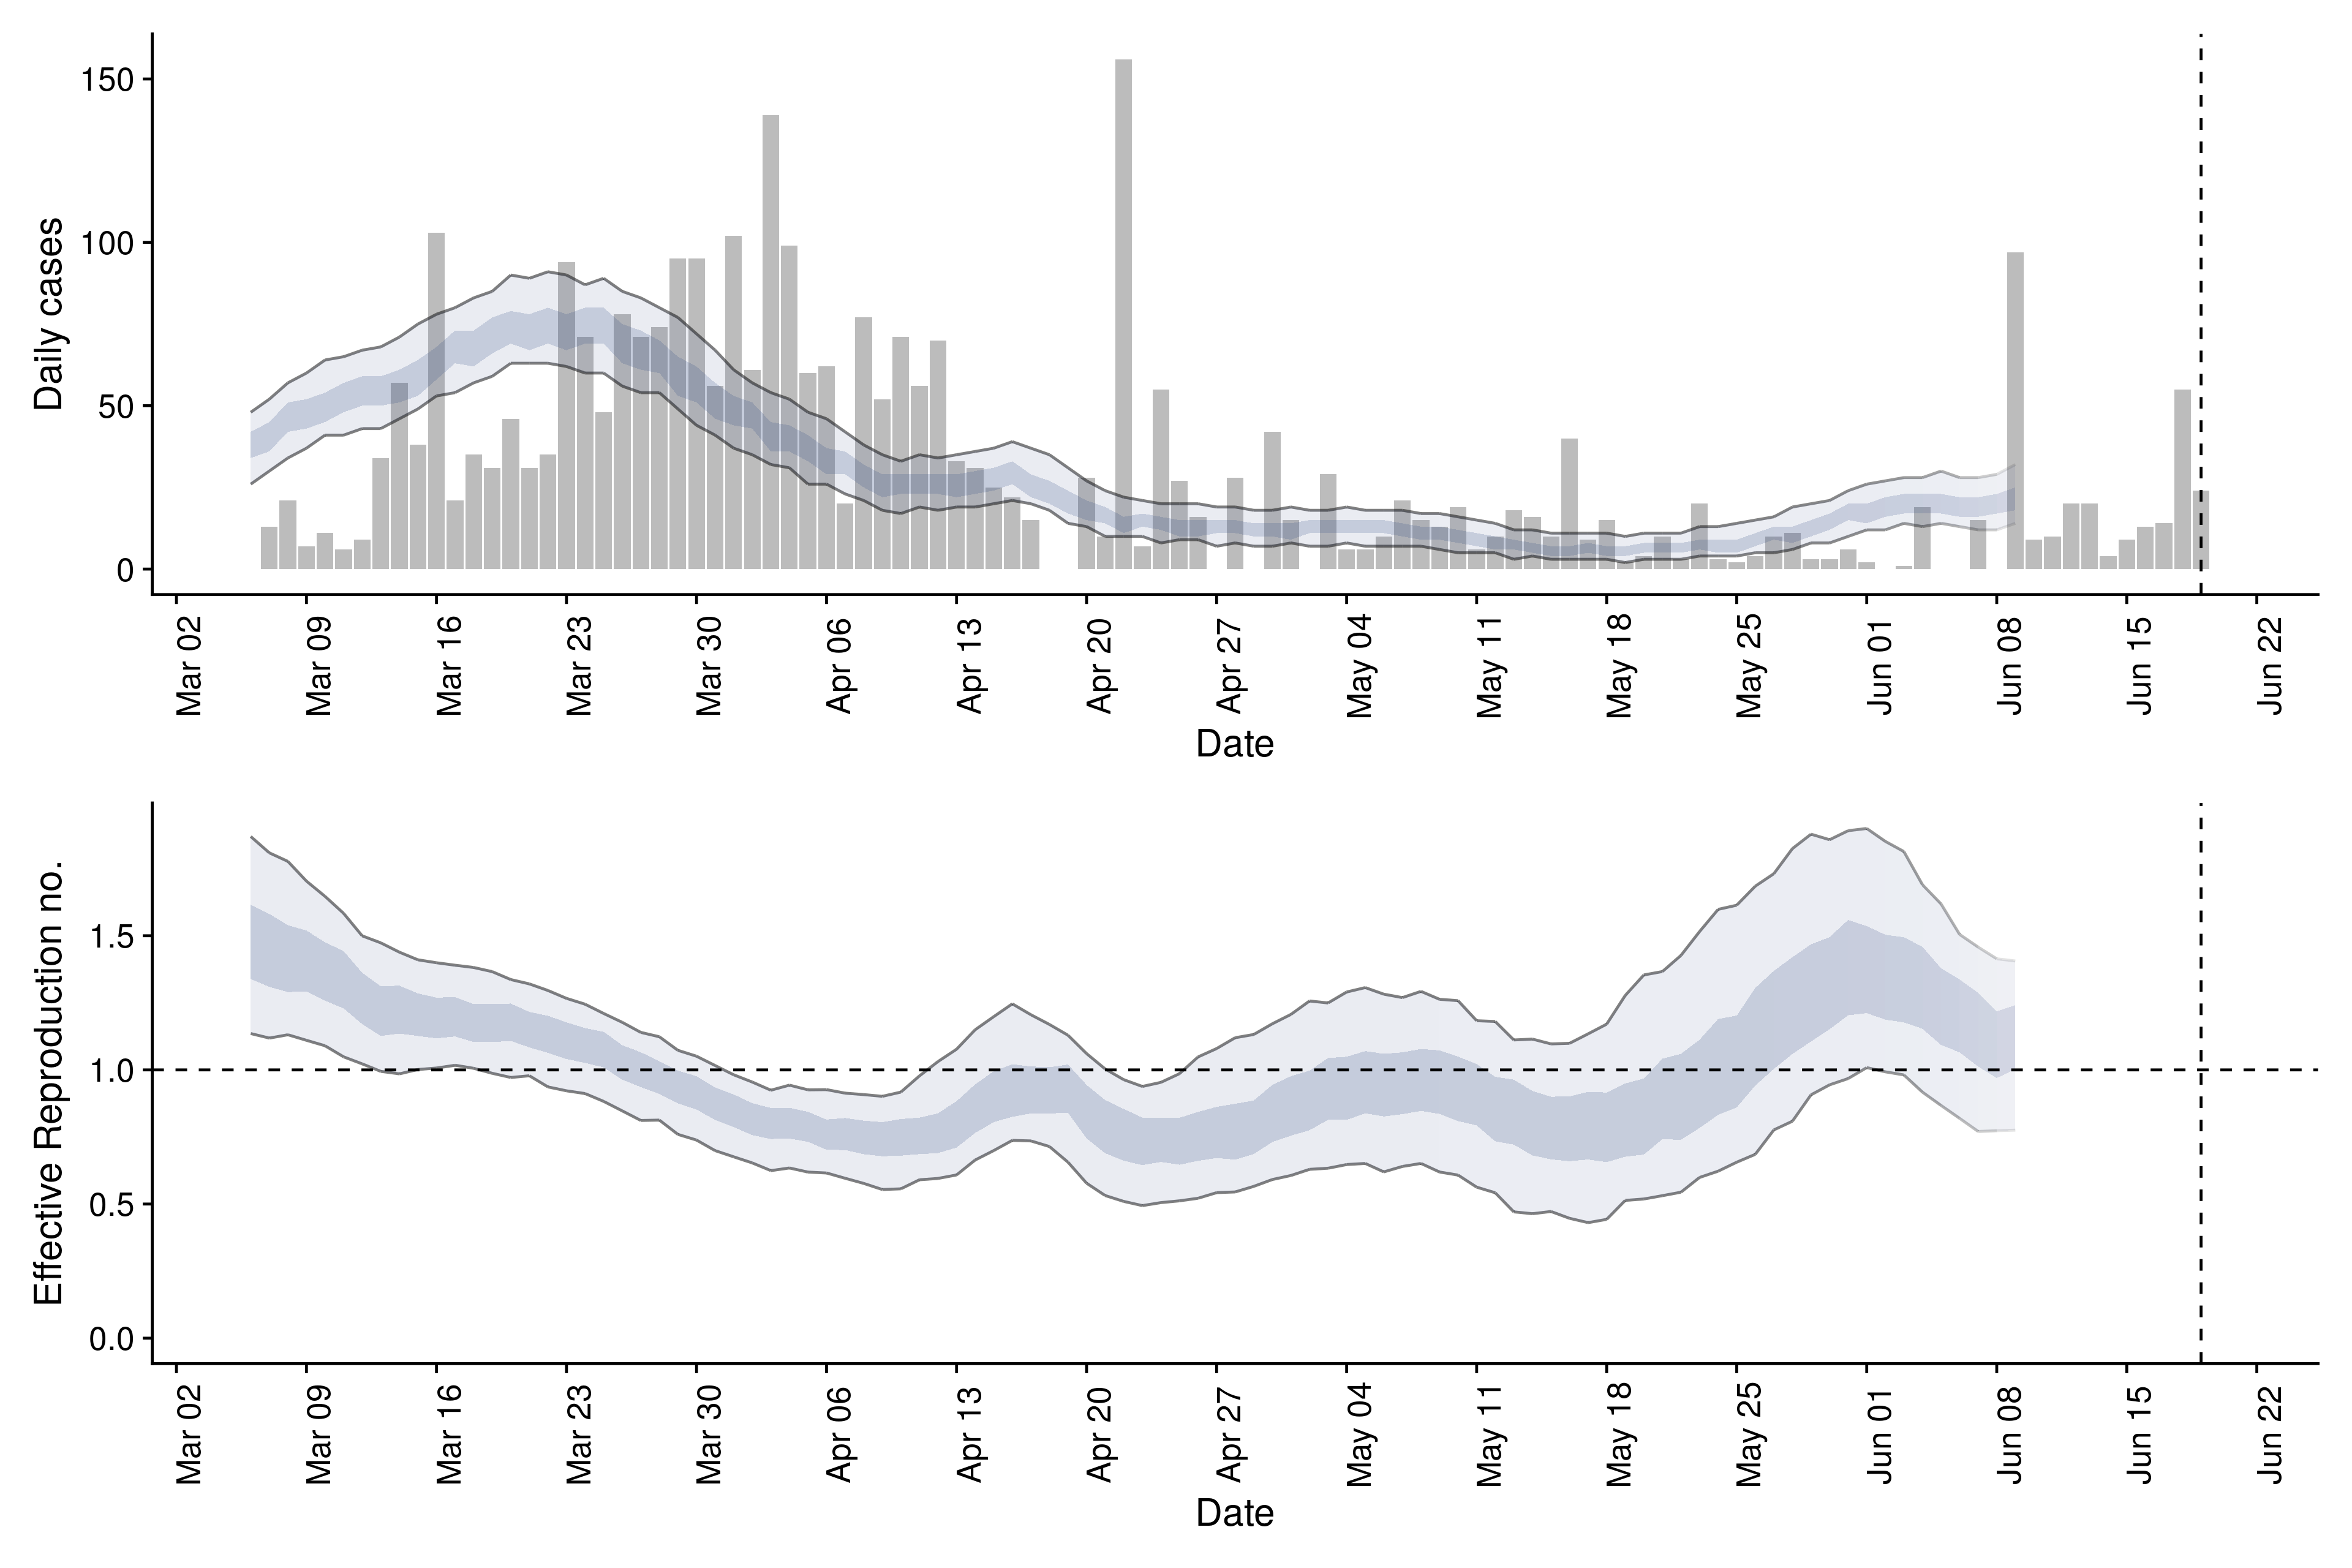 Daily cases
150
100
50
0
Mar 02
Mar 09
Mar 16
Mar 23
Mar 30
Apr 06
Apr 13
Apr 20
Apr 27
May 04
May 11
May 18
May 25
Jun 01
Jun 08
Jun 15
Jun 22
Date
Effective Reproduction no.
1.5
1.0
0.5
0.0
Mar 02
Mar 09
Mar 16
Mar 23
Mar 30
Apr 06
Apr 13
Apr 20
Apr 27
May 04
May 11
May 18
May 25
Jun 01
Jun 08
Jun 15
Jun 22
Date